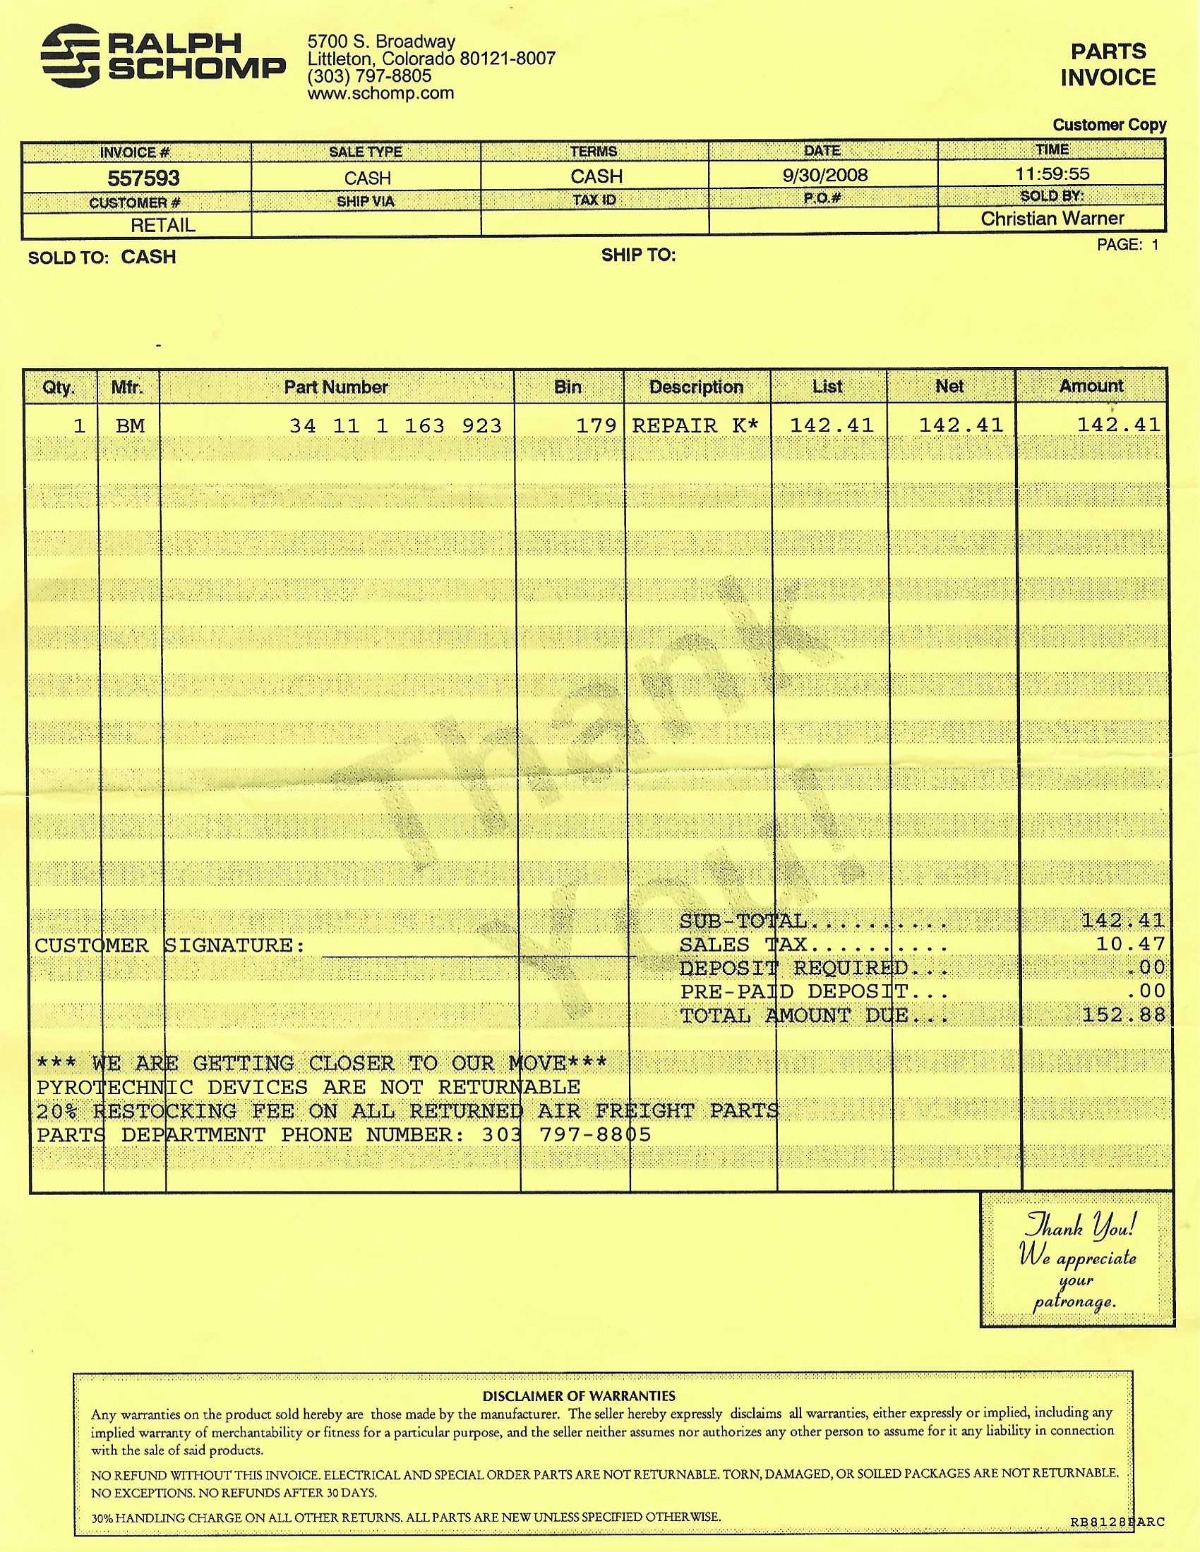 RALPH
SCHOMP
5700 S. Broadway
Littleton, Colorado 80121-8007
(303) 797-8805
www.schomp.com
PARTS
INVOICE
Customer Copy
INVOICE # SALE TYPE TERMS DATE TIME
557593 CASH CASH 9/30/2008 11:59:55
CUSTOMER # SHIP VIA TAX ID P.O.# SOLD BY:
RETAIL Christian Warner
SOLD TO: CASH SHIP TO: PAGE: 1
Qty. Mfr. Part Number Bin Description List Net Amount
1 BM 34 11 1 163 923 179 REPAIR K* 142.41 142.41 142.41
Thank
You!
SUB-TOTAL.......... 142.41
CUSTOMER SIGNATURE: SALES TAX.......... 10.47
DEPOSIT REQUIRED... .00
PRE-PAID DEPOSIT... .00
TOTAL AMOUNT DUE... 152.88
*** WE ARE GETTING CLOSER TO OUR MOVE***
PYROTECHNIC DEVICES ARE NOT RETURNABLE
20% RESTOCKING FEE ON ALL RETURNED AIR FREIGHT PARTS
PARTS DEPARTMENT PHONE NUMBER: 303 797-8805
Thank You!
We appreciate
your
patronage.
DISCLAIMER OF WARRANTIES
Any warranties on the product sold hereby are those made by the manufacturer. The seller hereby expressly disclaims all warranties, either expressly or implied, including any
implied warranty of merchantability or fitness for a particular purpose, and the seller neither assumes nor authorizes any other person to assume for it any liability in connection
with the sale of said products.
NO REFUND WITHOUT THIS INVOICE. ELECTRICAL AND SPECIAL ORDER PARTS ARE NOT RETURNABLE. TORN, DAMAGED, OR SOILED PACKAGES ARE NOT RETURNABLE.
NO EXCEPTIONS. NO REFUNDS AFTER 30 DAYS.
30% HANDLING CHARGE ON ALL OTHER RETURNS. ALL PARTS ARE NEW UNLESS SPECIFIED OTHERWISE.